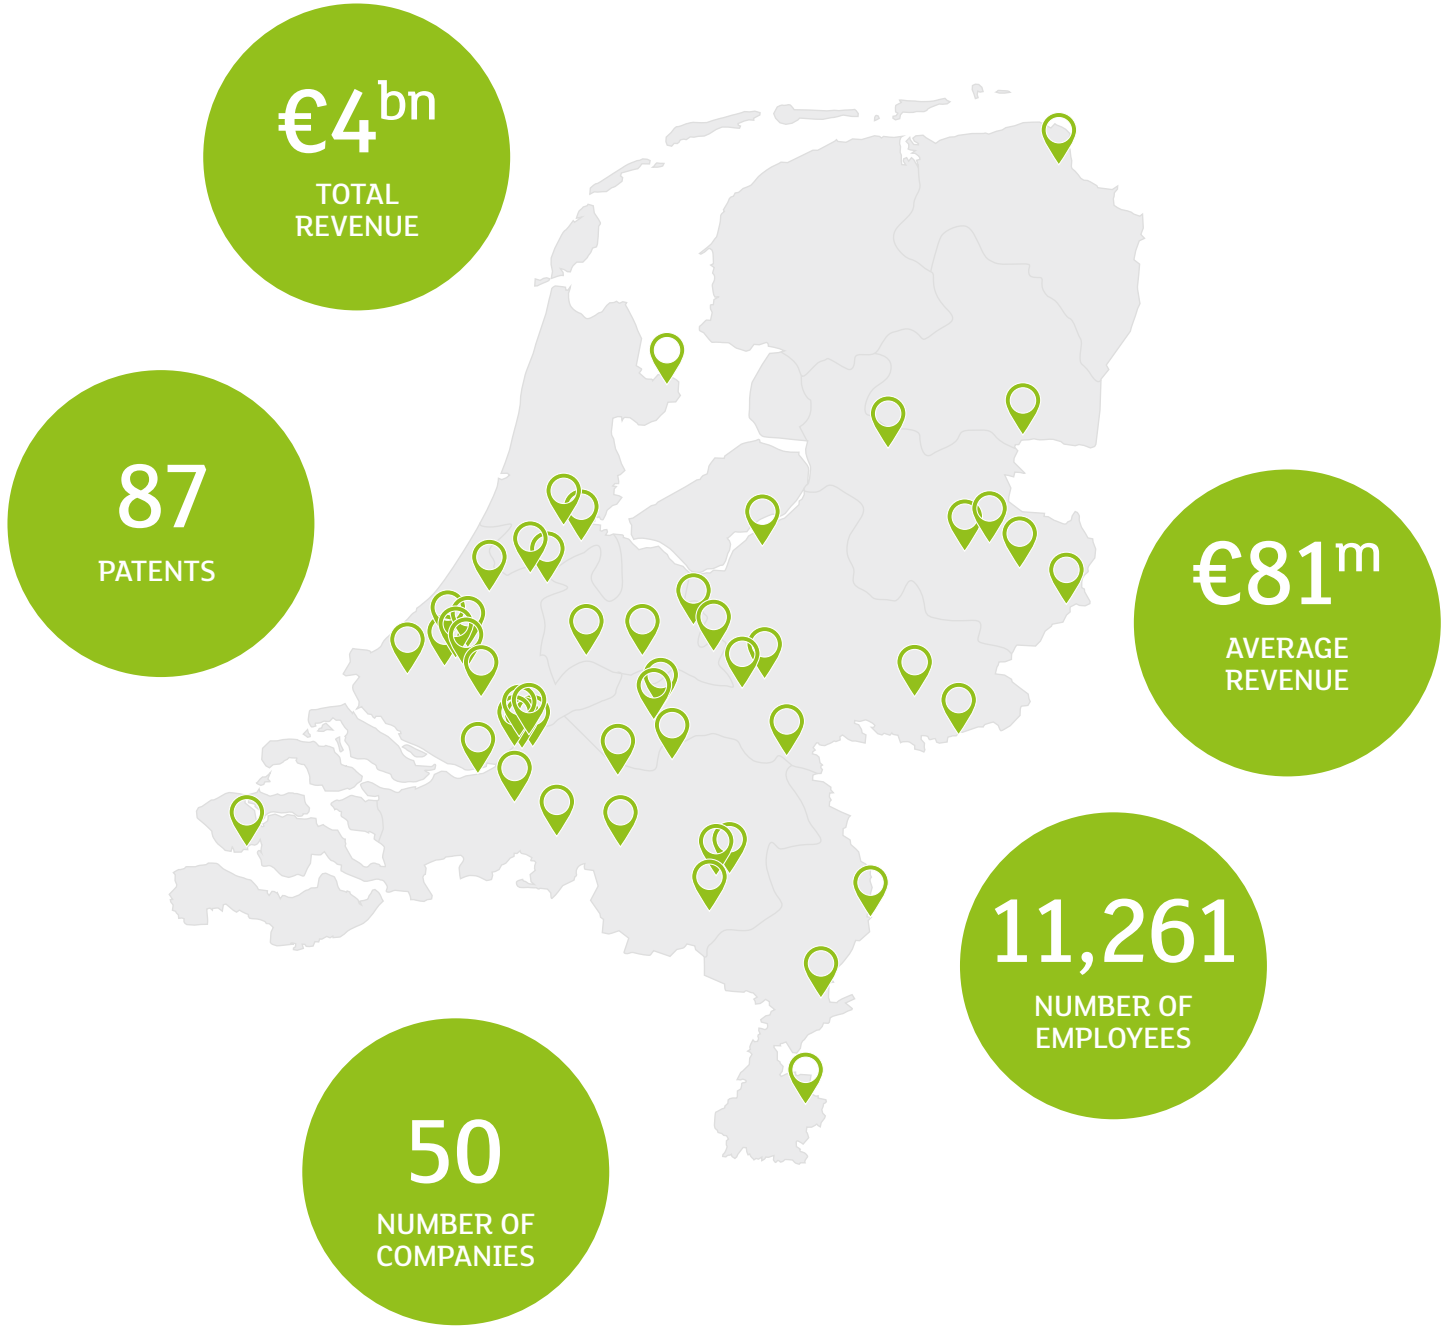 €4bn
TOTAL
REVENUE
87
PATENTS
€81m
AVERAGE
REVENUE
11,261
NUMBER OF
EMPLOYEES
50
NUMBER OF
COMPANIES